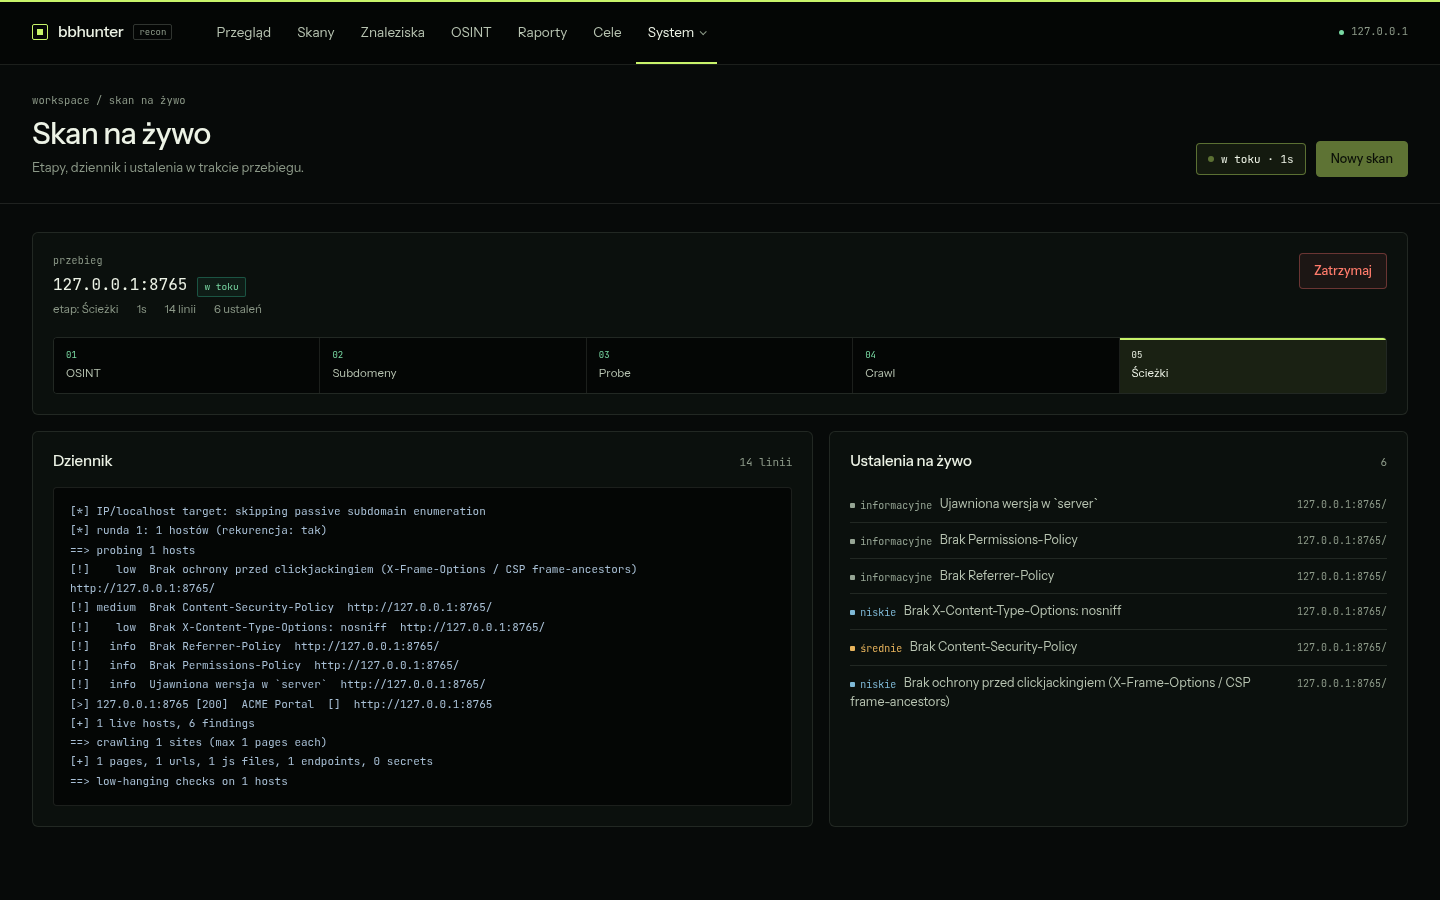 bbhunter recon Przegląd Skany Znaleziska OSINT Raporty Cele System 127.0.0.1
workspace / skan na żywo
Skan na żywo
Etapy, dziennik i ustalenia w trakcie przebiegu.
w toku · 1s Nowy skan
przebieg
127.0.0.1:8765 w toku
Zatrzymaj
etap: Ścieżki 1s 14 linii 6 ustaleń
01 02 03 04 05
OSINT Subdomeny Probe Crawl Ścieżki
Dziennik 14 linii
[*] IP/localhost target: skipping passive subdomain enumeration
[*] runda 1: 1 hostów (rekurencja: tak)
==> probing 1 hosts
[!]    low  Brak ochrony przed clickjackingiem (X-Frame-Options / CSP frame-ancestors)
http://127.0.0.1:8765/
[!] medium  Brak Content-Security-Policy  http://127.0.0.1:8765/
[!]    low  Brak X-Content-Type-Options: nosniff  http://127.0.0.1:8765/
[!]   info  Brak Referrer-Policy  http://127.0.0.1:8765/
[!]   info  Brak Permissions-Policy  http://127.0.0.1:8765/
[!]   info  Ujawniona wersja w `server`  http://127.0.0.1:8765/
[>] 127.0.0.1:8765 [200]  ACME Portal  []  http://127.0.0.1:8765
[+] 1 live hosts, 6 findings
==> crawling 1 sites (max 1 pages each)
[+] 1 pages, 1 urls, 1 js files, 1 endpoints, 0 secrets
==> low-hanging checks on 1 hosts
Ustalenia na żywo 6
informacyjne Ujawniona wersja w `server` 127.0.0.1:8765/
informacyjne Brak Permissions-Policy 127.0.0.1:8765/
informacyjne Brak Referrer-Policy 127.0.0.1:8765/
niskie Brak X-Content-Type-Options: nosniff 127.0.0.1:8765/
średnie Brak Content-Security-Policy 127.0.0.1:8765/
niskie Brak ochrony przed clickjackingiem (X-Frame-Options / CSP 127.0.0.1:8765/
frame-ancestors)